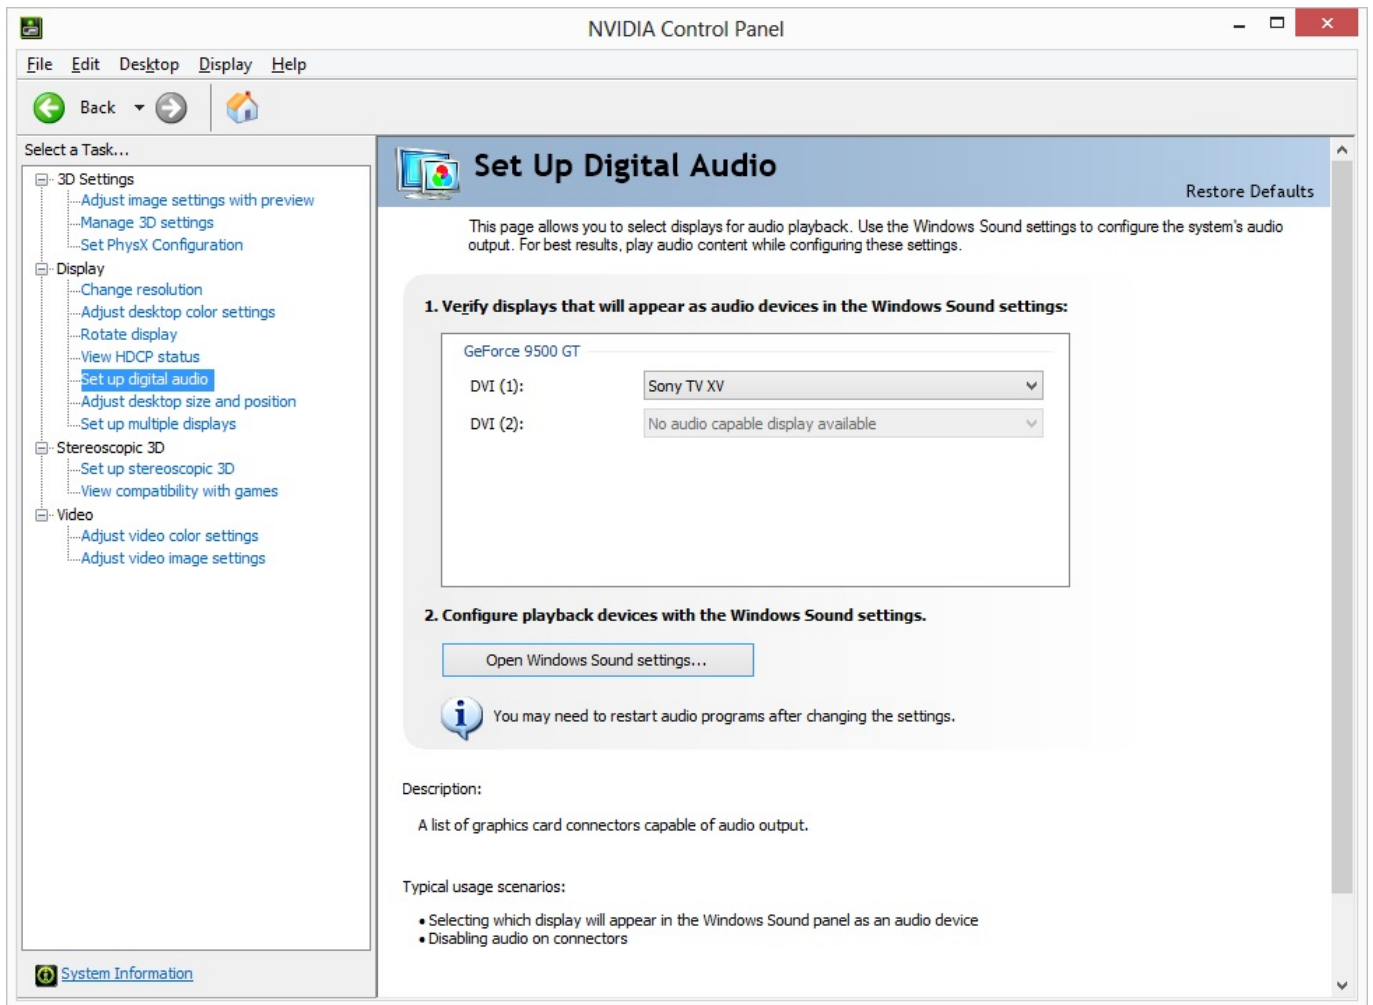 NVIDIA Control Panel
File Edit Desktop Display Help
Back
Select a Task...
3D Settings
Adjust image settings with preview
Manage 3D settings
Set PhysX Configuration
Display
Change resolution
Adjust desktop color settings
Rotate display
View HDCP status
Set up digital audio
Adjust desktop size and position
Set up multiple displays
Stereoscopic 3D
Set up stereoscopic 3D
View compatibility with games
Video
Adjust video color settings
Adjust video image settings
System Information
Set Up Digital Audio
Restore Defaults
This page allows you to select displays for audio playback. Use the Windows Sound settings to configure the system's audio
output. For best results, play audio content while configuring these settings.
1. Verify displays that will appear as audio devices in the Windows Sound settings:
GeForce 9500 GT
DVI (1): Sony TV XV
DVI (2): No audio capable display available
2. Configure playback devices with the Windows Sound settings.
Open Windows Sound settings...
You may need to restart audio programs after changing the settings.
Description:
A list of graphics card connectors capable of audio output.
Typical usage scenarios:
• Selecting which display will appear in the Windows Sound panel as an audio device
• Disabling audio on connectors